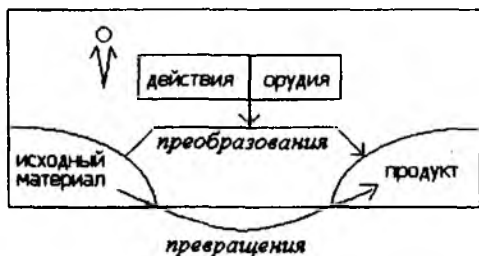 действия орудия
преобразования
исходный
материал
продукт
превращения